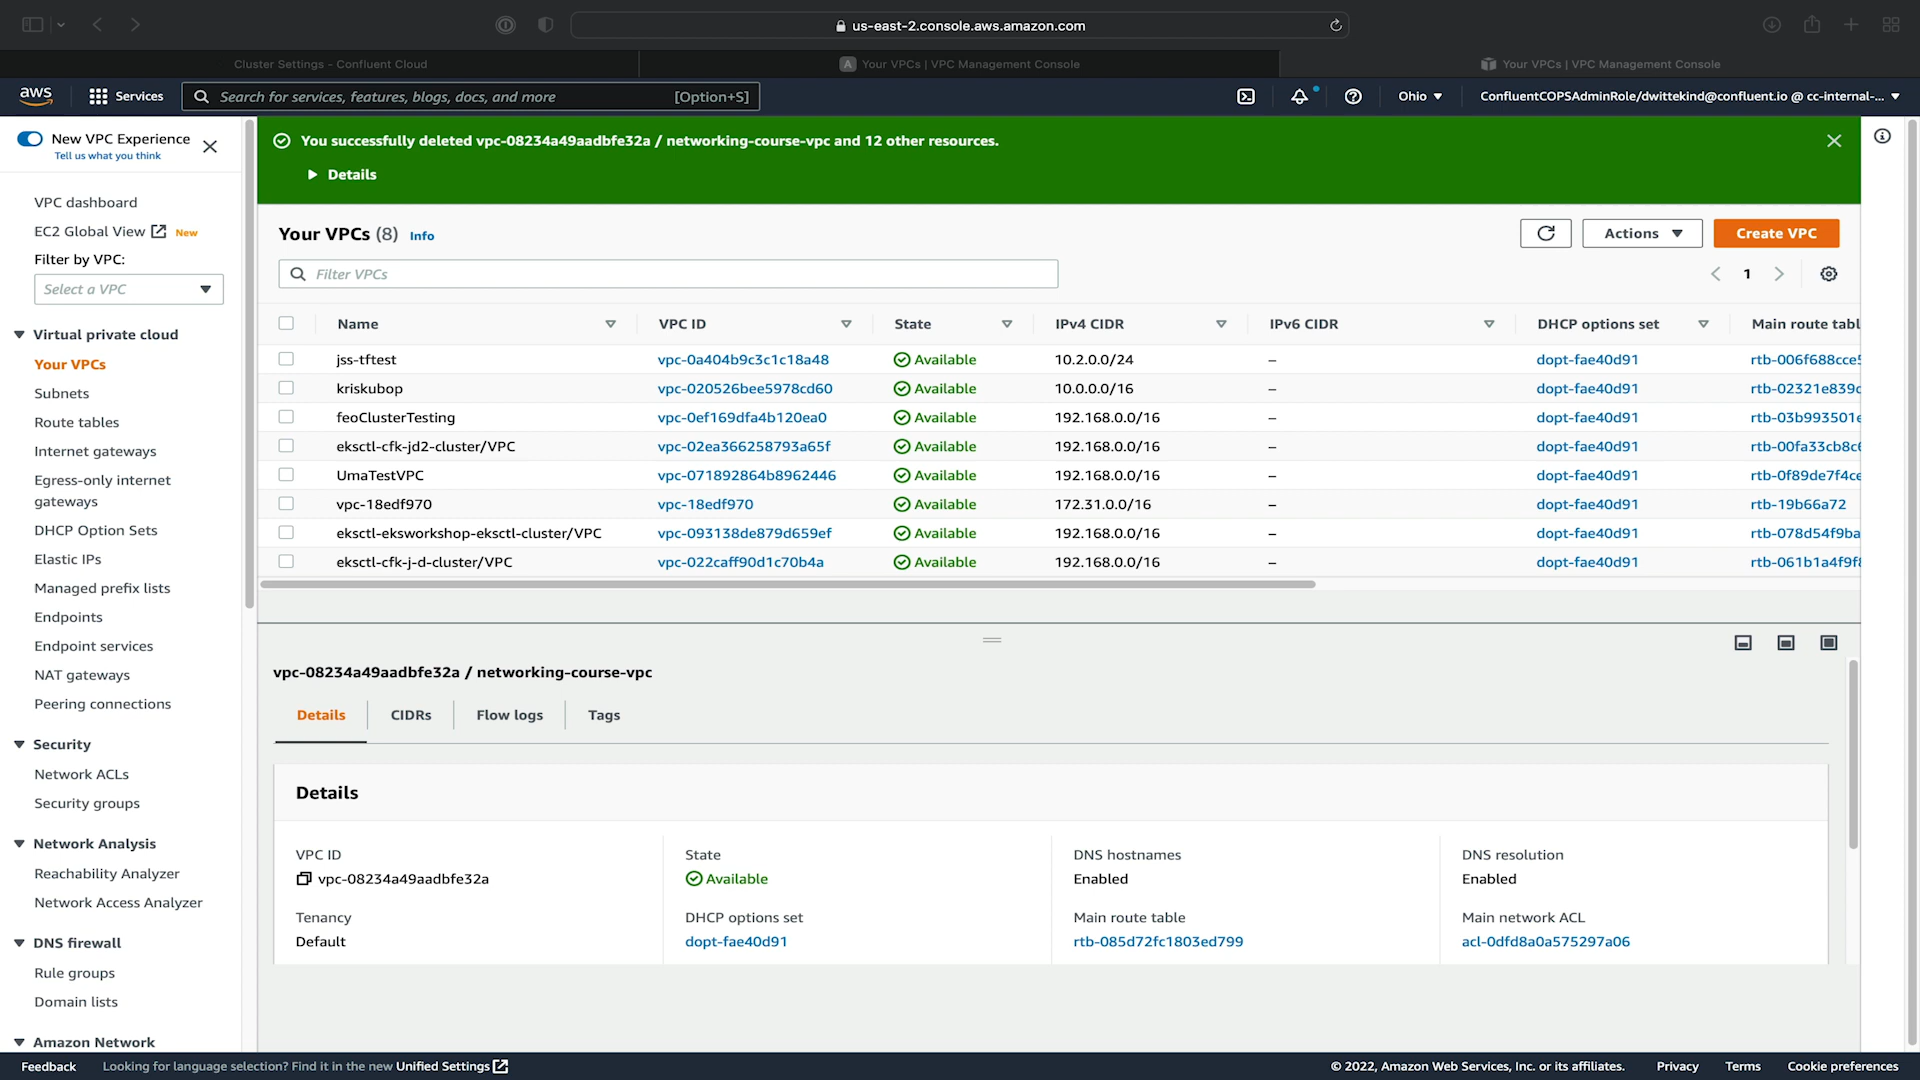 us-east-2.console.aws.amazon.com
Cluster Settings - Confluent Cloud
A Your VPCs | VPC Management Console
Your VPCs | VPC Management Console
aws Services Search for services, features, blogs, docs, and more [Option+S] Ohio ConfluentCOPSAdminRole/dwittekind@confluent.io @ cc-internal-...
New VPC Experience
Tell us what you think
VPC dashboard
EC2 Global View New
Filter by VPC:
Select a VPC
Virtual private cloud
Your VPCs
Subnets
Route tables
Internet gateways
Egress-only internet
gateways
DHCP Option Sets
Elastic IPs
Managed prefix lists
Endpoints
Endpoint services
NAT gateways
Peering connections
Security
Network ACLs
Security groups
Network Analysis
Reachability Analyzer
Network Access Analyzer
DNS firewall
Rule groups
Domain lists
Amazon Network
You successfully deleted vpc-08234a49aadbfe32a / networking-course-vpc and 12 other resources.
Details
Your VPCs (8) Info
Actions
Create VPC
Filter VPCs
1
Name VPC ID State IPv4 CIDR IPv6 CIDR DHCP options set Main route tabl
jss-tftest vpc-0a404b9c3c1c18a48 Available 10.2.0.0/24 – dopt-fae40d91 rtb-006f688cce5
kriskubop vpc-020526bee5978cd60 Available 10.0.0.0/16 – dopt-fae40d91 rtb-02321e839c
feoClusterTesting vpc-0ef169dfa4b120ea0 Available 192.168.0.0/16 – dopt-fae40d91 rtb-03b993501e
eksctl-cfk-jd2-cluster/VPC vpc-02ea366258793a65f Available 192.168.0.0/16 – dopt-fae40d91 rtb-00fa33cb8c6
UmaTestVPC vpc-071892864b8962446 Available 192.168.0.0/16 – dopt-fae40d91 rtb-0f89de7f4ce
vpc-18edf970 vpc-18edf970 Available 172.31.0.0/16 – dopt-fae40d91 rtb-19b66a72
eksctl-eksworkshop-eksctl-cluster/VPC vpc-093138de879d659ef Available 192.168.0.0/16 – dopt-fae40d91 rtb-078d54f9ba
eksctl-cfk-j-d-cluster/VPC vpc-022caff90d1c70b4a Available 192.168.0.0/16 – dopt-fae40d91 rtb-061b1a4f9f8
vpc-08234a49aadbfe32a / networking-course-vpc
Details CIDRs Flow logs Tags
Details
VPC ID
vpc-08234a49aadbfe32a
State
Available
DNS hostnames
Enabled
DNS resolution
Enabled
Tenancy
Default
DHCP options set
dopt-fae40d91
Main route table
rtb-085d72fc1803ed799
Main network ACL
acl-0dfd8a0a575297a06
Feedback Looking for language selection? Find it in the new Unified Settings © 2022, Amazon Web Services, Inc. or its affiliates. Privacy Terms Cookie preferences